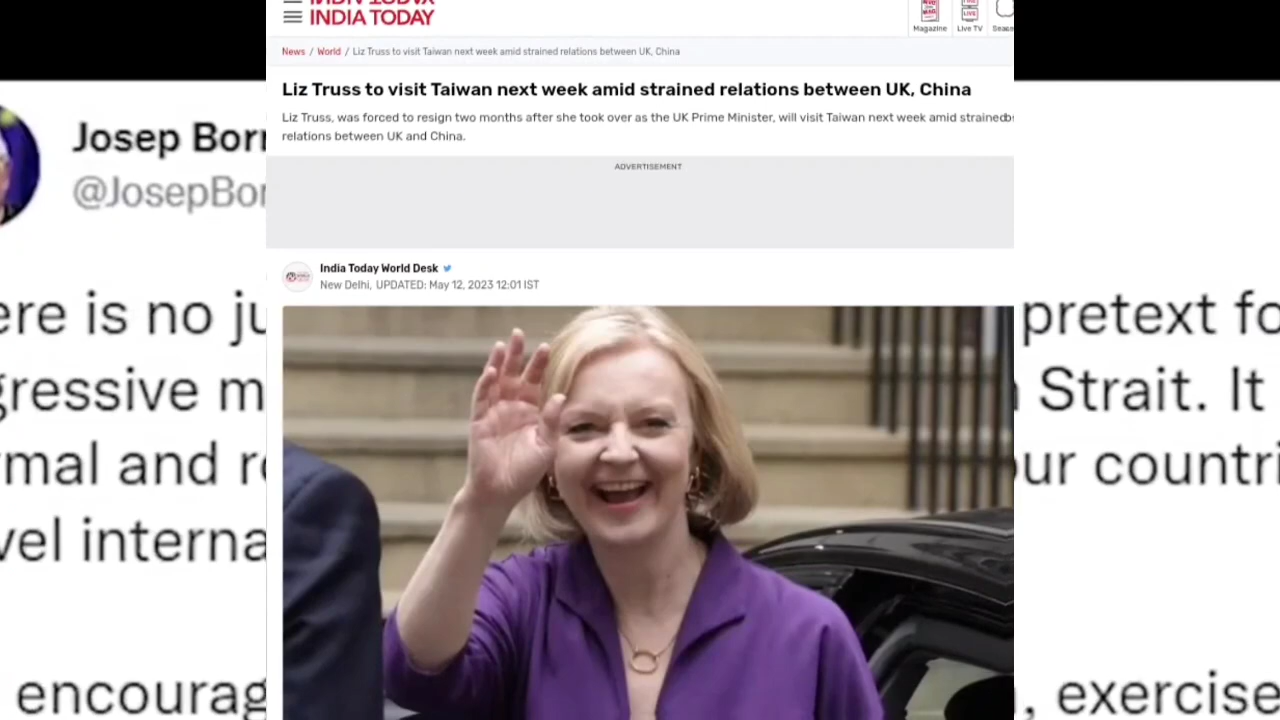 INDIA TODAY
Magazine
Live TV
News / World / Liz Truss to visit Taiwan next week amid strained relations between UK, China
Liz Truss to visit Taiwan next week amid strained relations between UK, China
Liz Truss, was forced to resign two months after she took over as the UK Prime Minister, will visit Taiwan next week amid strained
relations between UK and China.
ADVERTISEMENT
India Today World Desk
New Delhi, UPDATED: May 12, 2023 12:01 IST
Josep Borr
@JosepBor
ere is no ju
pretext fo
gressive m
Strait. It
rmal and r
our countri
vel interna
encourag
, exercise